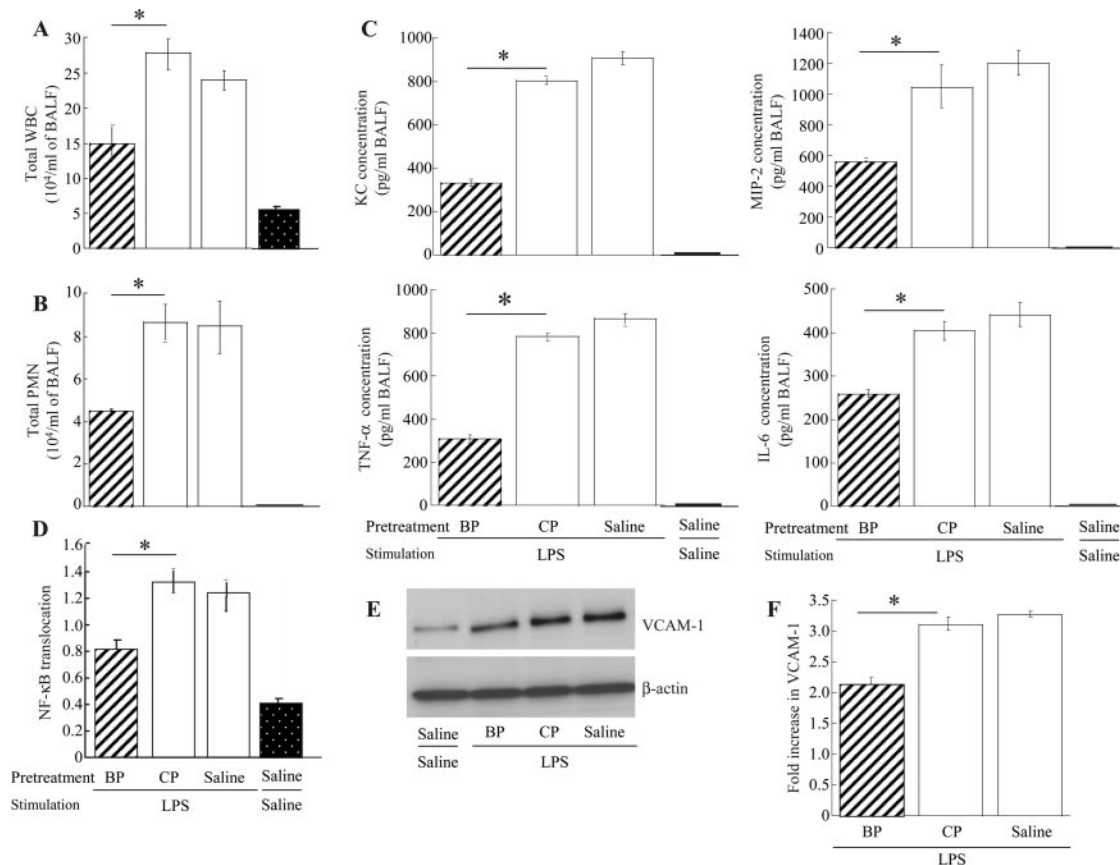 A
Total WBC
(10⁴/ml of BALF)
30
25
20
15
10
5
0
*
B
Total PMN
(10⁴/ml of BALF)
10
8
6
4
2
0
*
C
KC concentration
(pg/ml BALF)
1000
800
600
400
200
0
*
MIP-2 concentration
(pg/ml BALF)
1400
1200
1000
800
600
400
200
0
*
TNF-α concentration
(pg/ml BALF)
1000
800
600
400
200
0
*
Pretreatment BP CP Saline Saline
Stimulation LPS Saline
IL-6 concentration
(pg/ml BALF)
500
400
300
200
100
0
*
Pretreatment BP CP Saline Saline
Stimulation LPS Saline
D
NF-κB translocation
1.6
1.4
1.2
1.0
0.8
0.6
0.4
0.2
0
*
Pretreatment BP CP Saline Saline
Stimulation LPS Saline
E
VCAM-1
β-actin
Saline BP CP Saline
Saline LPS
F
Fold increase in VCAM-1
3.5
3.0
2.5
2.0
1.5
1.0
0.5
0
*
BP CP Saline
LPS